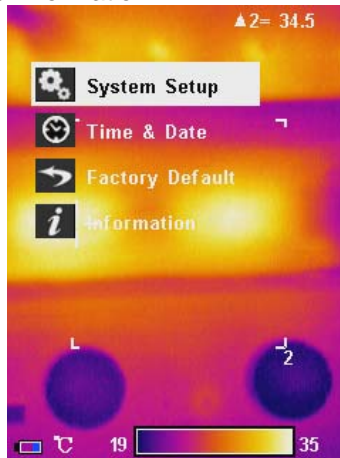 ▲2= 34.5
System Setup
Time & Date
Factory Default
Information
2
℃ 19 35